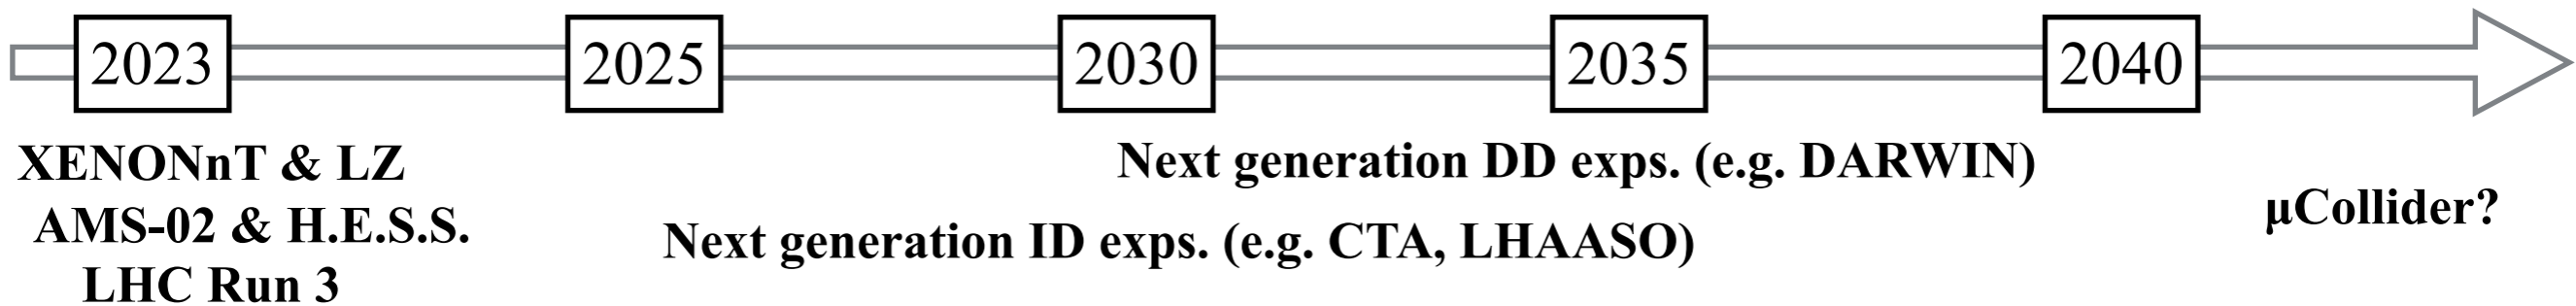 2023 2025 2030 2035 2040
XENONnT & LZ
Next generation DD exps. (e.g. DARWIN)
AMS-02 & H.E.S.S.
μCollider?
Next generation ID exps. (e.g. CTA, LHAASO)
LHC Run 3